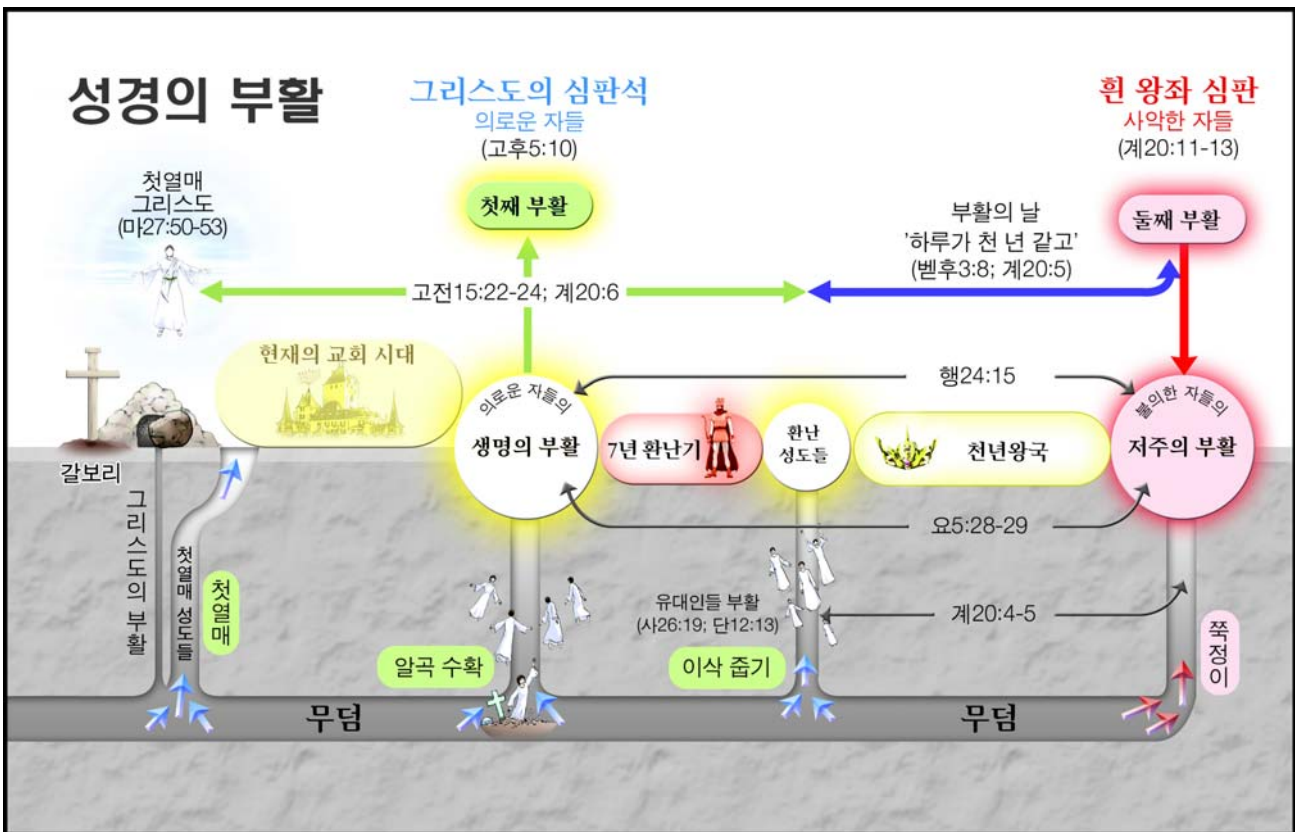 성경의 부활
그리스도의 심판석
의로운 자들
(고후5:10)
흰 왕좌 심판
사악한 자들
(계20:11-13)
첫열매
그리스도
(마27:50-53)
첫째 부활
부활의 날
'하루가 천 년 같고'
(벧후3:8; 계20:5)
둘째 부활
고전15:22-24; 계20:6
현재의 교회 시대
행24:15
의로운 자들의
생명의 부활
7년 환난기
환난
성도들
천년왕국
불의한 자들의
저주의 부활
갈보리
요5:28-29
그리스도의 부활
첫열매 성도들
첫열매
유대인들 부활
(사26:19; 단12:13)
계20:4-5
알곡 수확
이삭 줍기
쭉정이
무덤
무덤